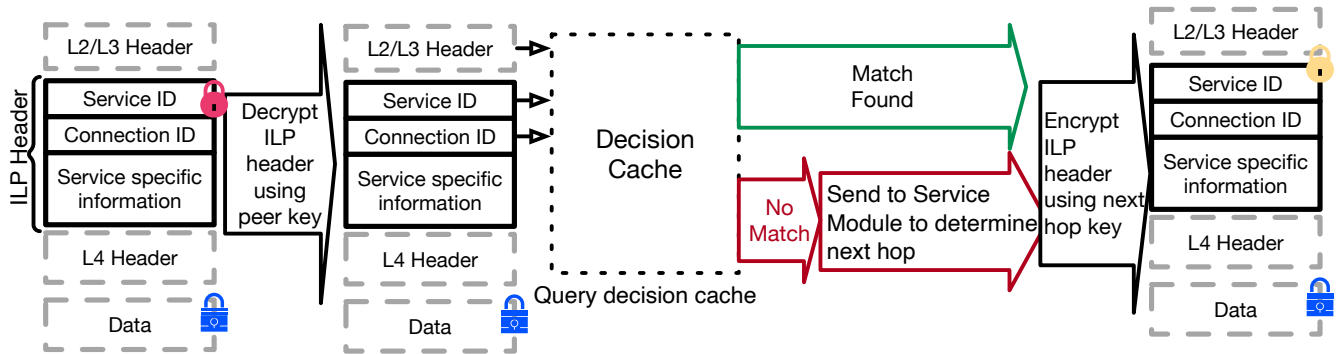 ILP Header
L2/L3 Header
Service ID
Connection ID
Service specific
information
L4 Header
Data
Decrypt
ILP
header
using
peer key
L2/L3 Header
Service ID
Connection ID
Service specific
information
L4 Header
Data
Decision
Cache
Query decision cache
Match
Found
No
Match
Send to Service
Module to determine
next hop
Encrypt
ILP
header
using next
hop key
L2/L3 Header
Service ID
Connection ID
Service specific
information
L4 Header
Data